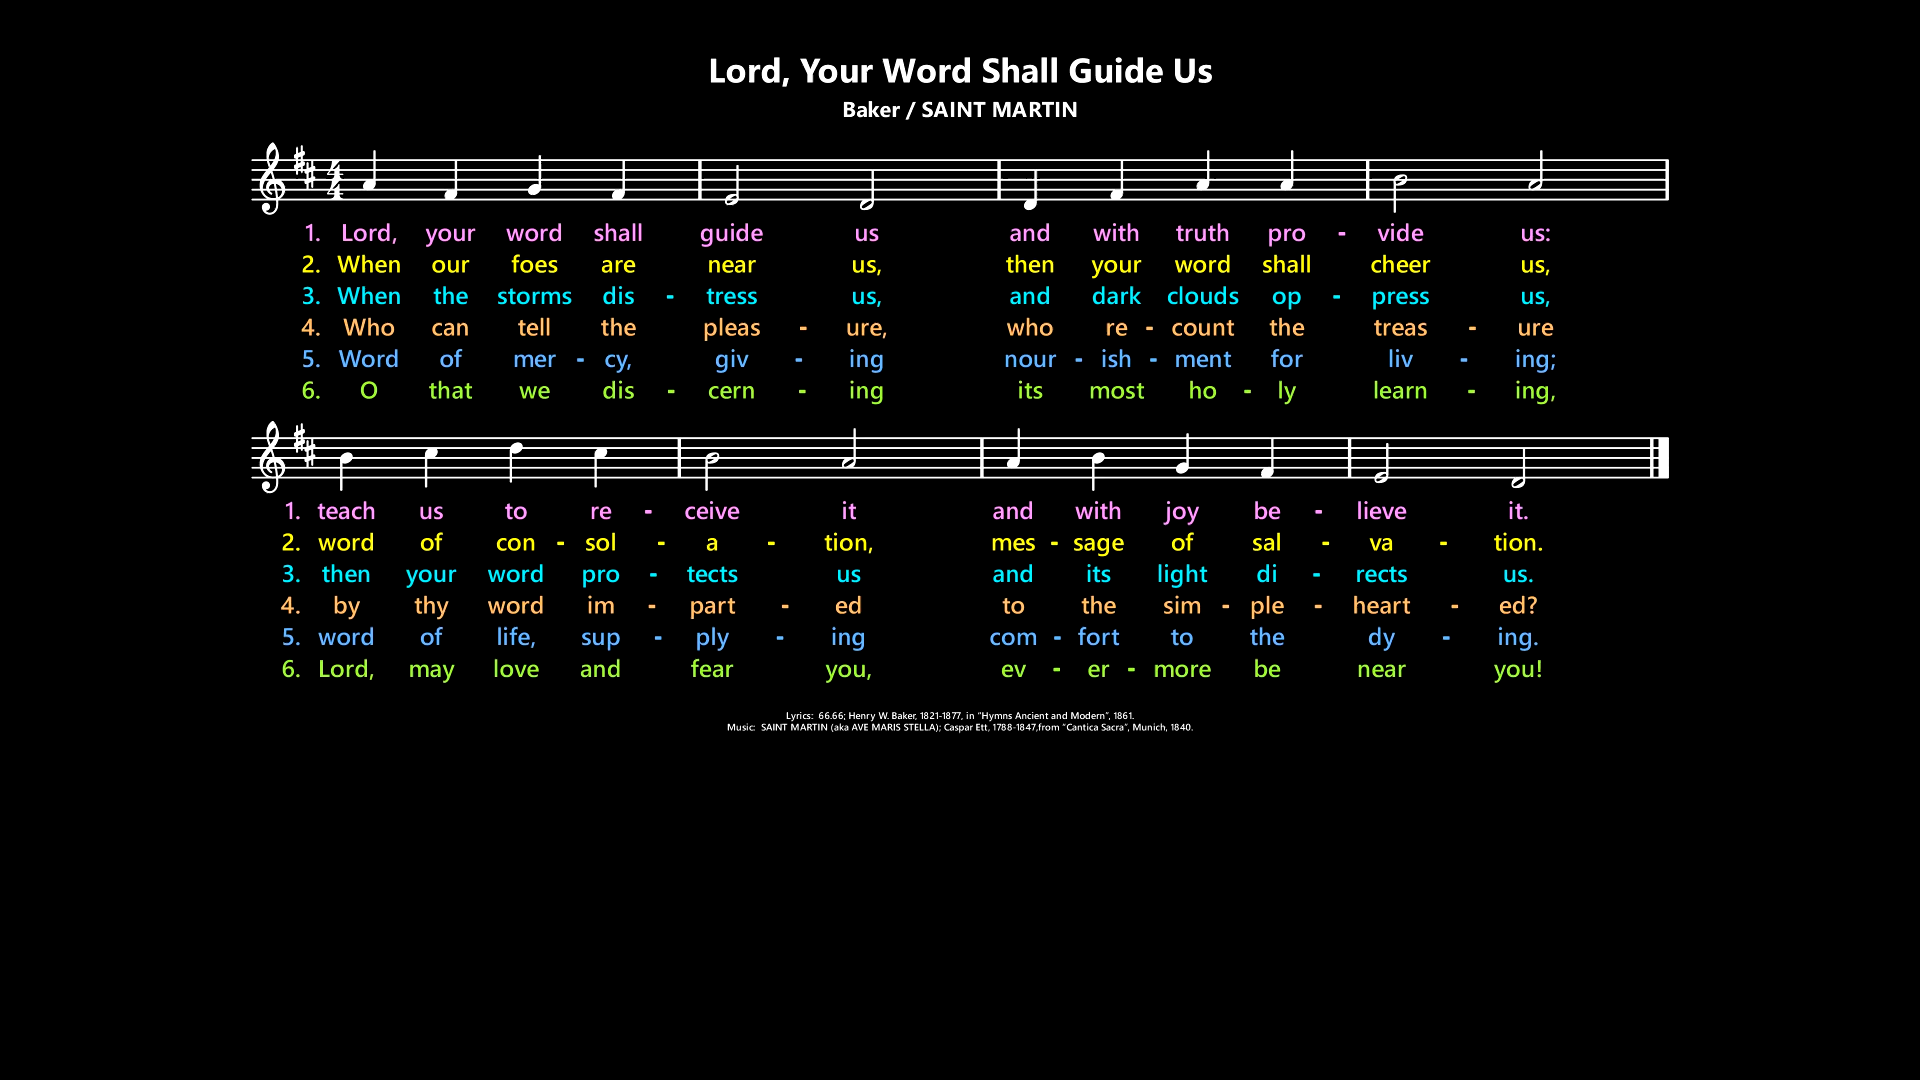 Lord, Your Word Shall Guide Us
Baker / SAINT MARTIN
4
4
1. Lord, your word shall guide us and with truth pro - vide us:
2. When our foes are near us, then your word shall cheer us,
3. When the storms dis - tress us, and dark clouds op - press us,
4. Who can tell the pleas - ure, who re - count the treas - ure
5. Word of mer - cy, giv - ing nour - ish - ment for liv - ing;
6. O that we dis - cern - ing its most ho - ly learn - ing,
1. teach us to re - ceive it and with joy be - lieve it.
2. word of con - sol - a - tion, mes - sage of sal - va - tion.
3. then your word pro - tects us and its light di - rects us.
4. by thy word im - part - ed to the sim - ple - heart - ed?
5. word of life, sup - ply - ing com - fort to the dy - ing.
6. Lord, may love and fear you, ev - er - more be near you!
Lyrics: 66.66; Henry W. Baker, 1821-1877, in “Hymns Ancient and Modern”, 1861.
Music: SAINT MARTIN (aka AVE MARIS STELLA); Caspar Ett, 1788-1847,from “Cantica Sacra”, Munich, 1840.